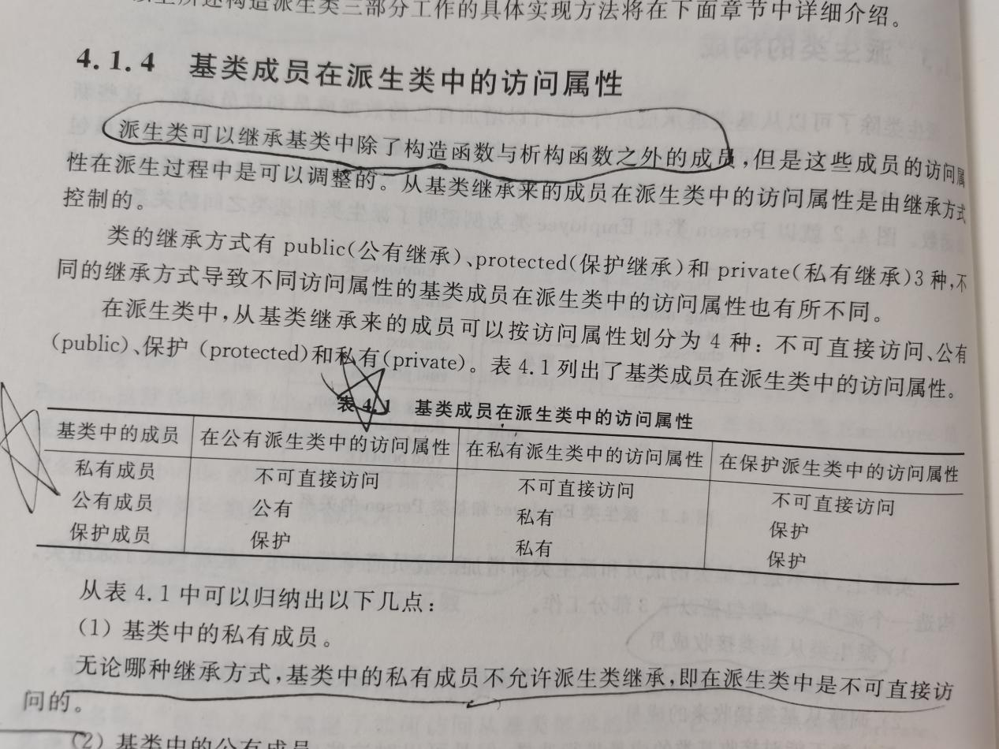 所述构造派生类三部分工作的具体实现方法将在下面章节中详细介绍。
4.1.4 基类成员在派生类中的访问属性
派生类可以继承基类中除了构造函数与析构函数之外的成员,但是这些成员的访问属
性在派生过程中是可以调整的。从基类继承来的成员在派生类中的访问属性是由继承方式
控制的。
类的继承方式有 public(公有继承)、protected(保护继承)和 private(私有继承)3 种,不
同的继承方式导致不同访问属性的基类成员在派生类中的访问属性也有所不同。
在派生类中,从基类继承来的成员可以按访问属性划分为 4 种:不可直接访问、公有
(public)、保护 (protected)和私有(private)。表 4.1 列出了基类成员在派生类中的访问属性。
表 4.1 基类成员在派生类中的访问属性
基类中的成员 在公有派生类中的访问属性 在私有派生类中的访问属性 在保护派生类中的访问属性
私有成员 不可直接访问 不可直接访问 不可直接访问
公有成员 公有 私有 保护
保护成员 保护 私有 保护
从表 4.1 中可以归纳出以下几点:
(1) 基类中的私有成员。
无论哪种继承方式,基类中的私有成员不允许派生类继承,即在派生类中是不可直接访
问的。
(2) 基类中的公有成员